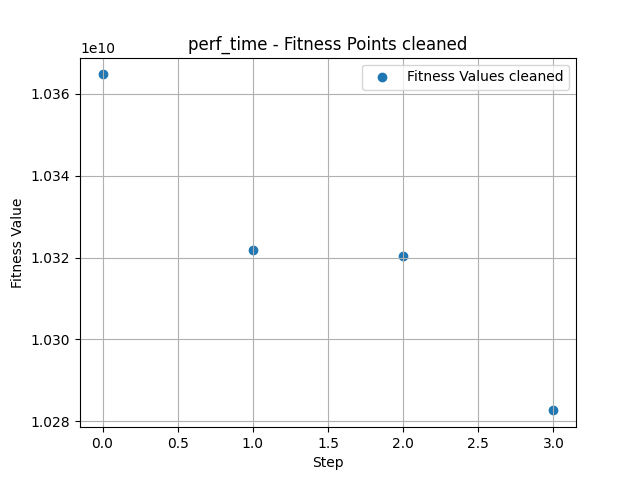 perf_time - Fitness Points cleaned
1e10
Fitness Values cleaned
1.036
1.034
1.032
1.030
1.028
Fitness Value
0.0 0.5 1.0 1.5 2.0 2.5 3.0
Step